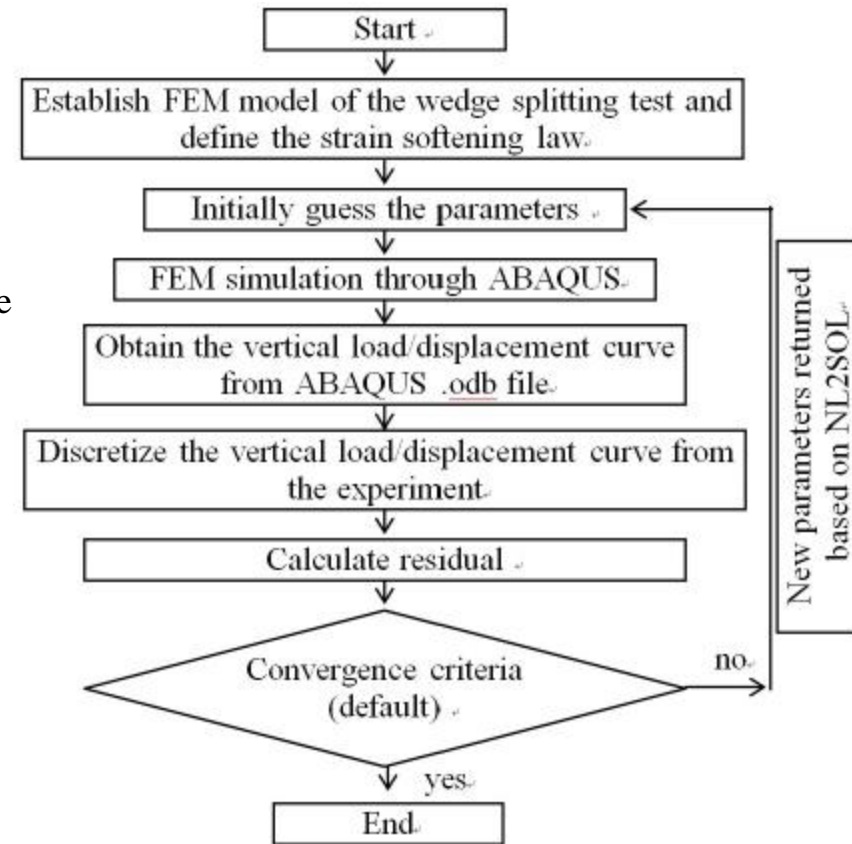 Start
Establish FEM model of the wedge splitting test and
define the strain softening law
Initially guess the parameters
FEM simulation through ABAQUS
e
Obtain the vertical load/displacement curve
from ABAQUS .odb file
Discretize the vertical load/displacement curve from
the experiment
Calculate residual
Convergence criteria
(default)
no
yes
End
New parameters returned
based on NL2SOL